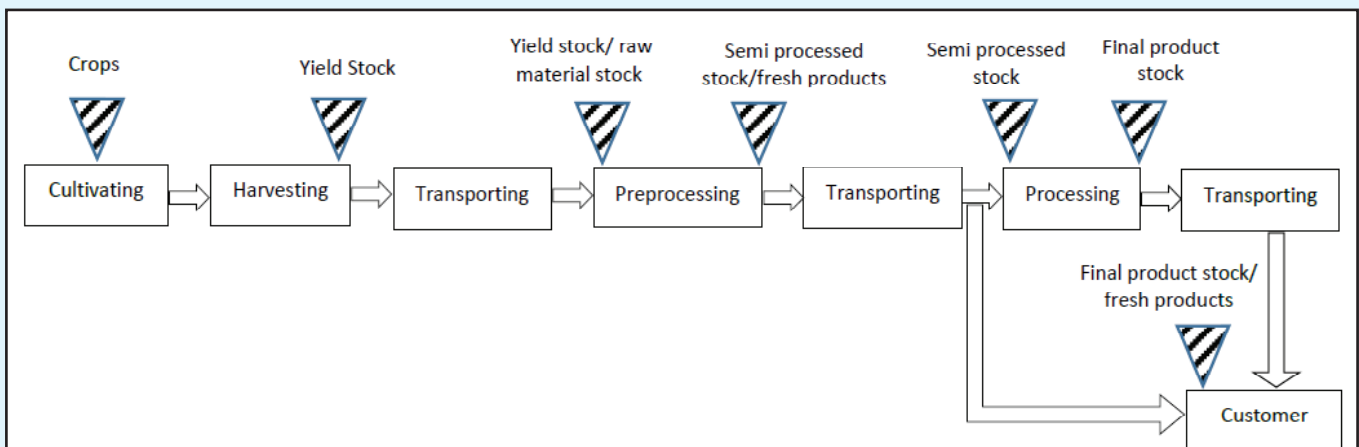 Crops
Yield Stock
Yield stock/ raw
material stock
Semi processed
stock/fresh products
Semi processed
stock
Final product
stock
Cultivating
Harvesting
Transporting
Preprocessing
Transporting
Processing
Transporting
Final product stock/
fresh products
Customer